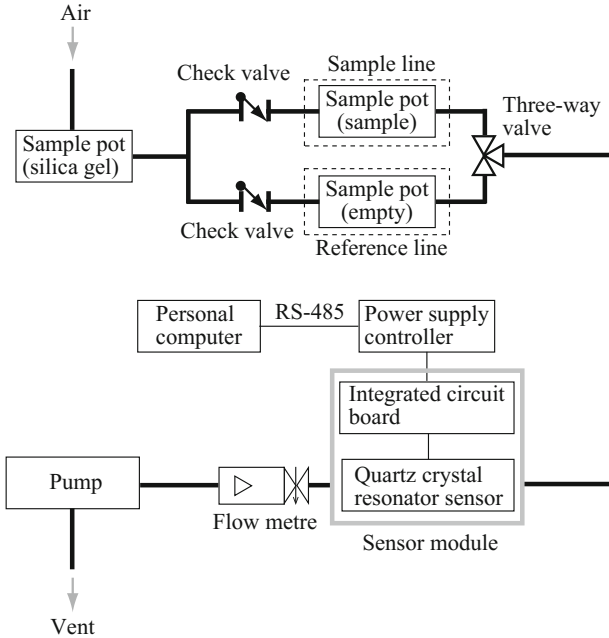 Air
Sample line
Check valve
Sample pot
(sample)
Three-way
valve
Sample pot
(silica gel)
Sample pot
(empty)
Check valve
Reference line
Personal
computer
RS-485
Power supply
controller
Integrated circuit
board
Pump
Quartz crystal
resonator sensor
Flow metre
Sensor module
Vent